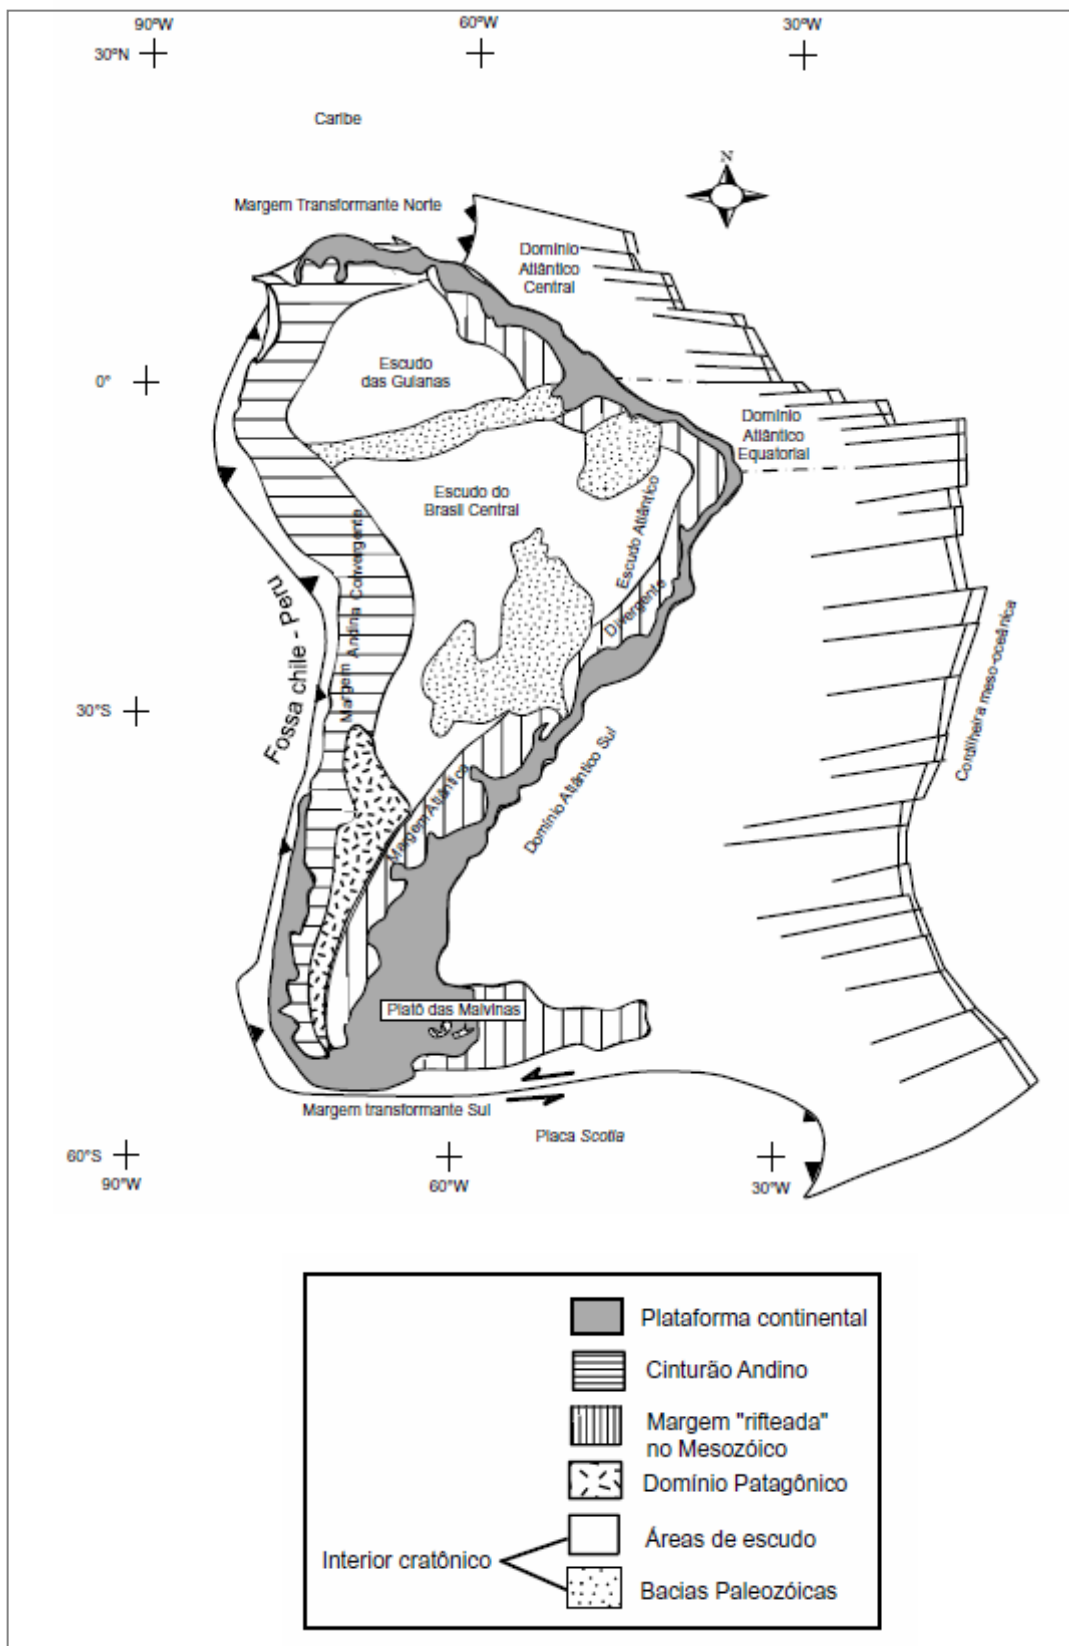 90°W
60°W
30°W
30°N
Caribe
N
Margem Transformante Norte
Domínio
Atlântico
Central
Escudo
das Guianas
0°
Domínio
Atlântico
Equatorial
Escudo do
Brasil Central
Escudo Atlântico
Margem Andina Convergente
Divergente
Fossa chile - Peru
Cordilheira meso-oceânica
30°S
Margem Atlântica
Domínio Atlântico Sul
Platô das Malvinas
Margem transformante Sul
Placa Scotia
60°S
90°W
60°W
30°W
Plataforma continental
Cinturão Andino
Margem "rifteada"
no Mesozóico
Domínio Patagônico
Interior cratônico
Áreas de escudo
Bacias Paleozóicas